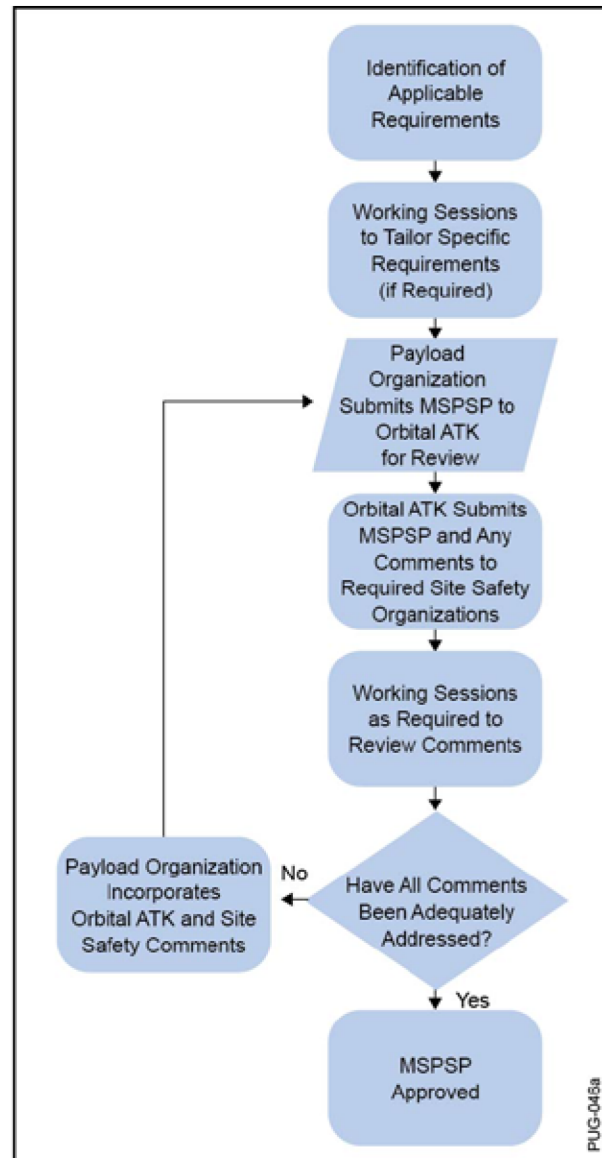 Identification of
Applicable
Requirements
Working Sessions
to Tailor Specific
Requirements
(if Required)
Payload
Organization
Submits MSPSP to
Orbital ATK
for Review
Orbital ATK Submits
MSPSP and Any
Comments to
Required Site Safety
Organizations
Working Sessions
as Required to
Review Comments
Have All Comments
Been Adequately
Addressed?
No
Payload Organization
Incorporates
Orbital ATK and Site
Safety Comments
Yes
MSPSP
Approved
PUG-046a